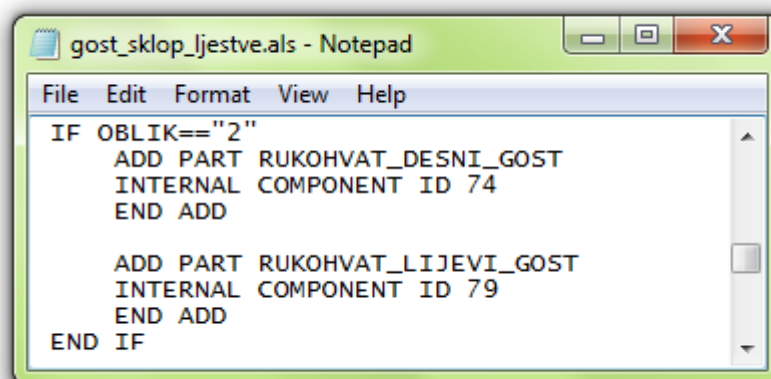 gost_sklop_ljestve.als - Notepad
File Edit Format View Help
IF OBLIK=="2"
ADD PART RUKOHVAT_DESNI_GOST
INTERNAL COMPONENT ID 74
END ADD
ADD PART RUKOHVAT_LIJEVI_GOST
INTERNAL COMPONENT ID 79
END ADD
END IF